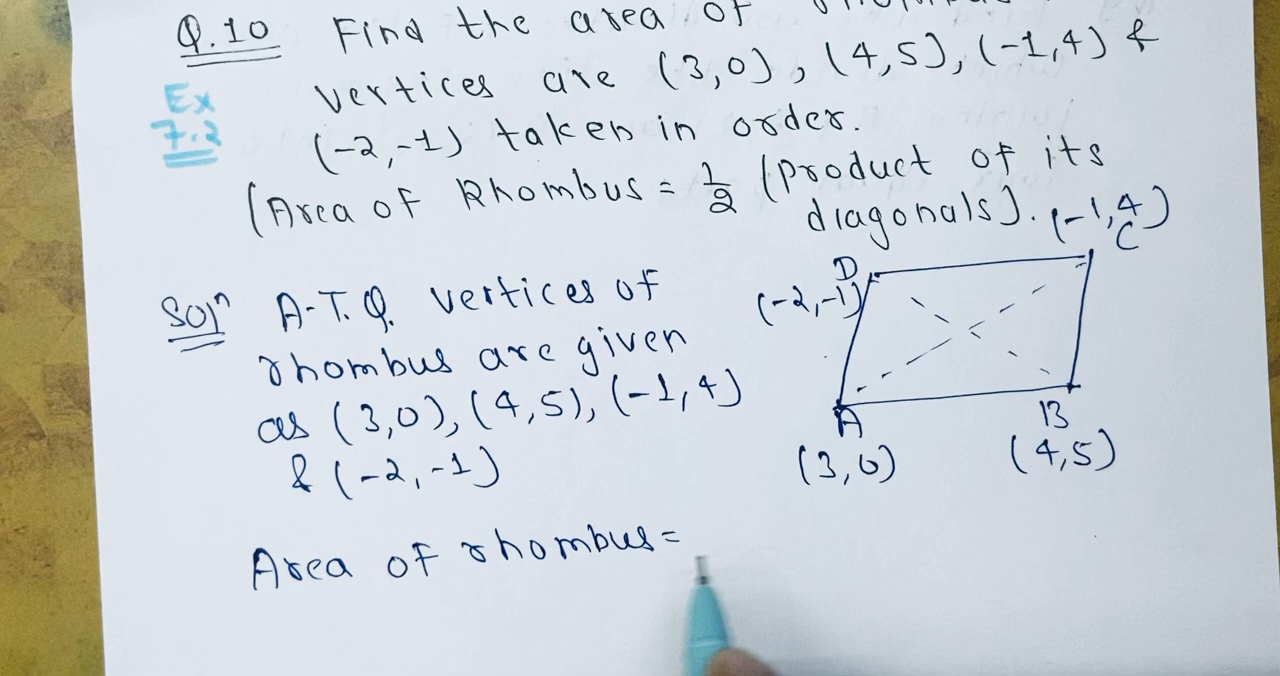 Q.10 Find the area of
Ex
7.2
vertices are (3,0), (4,5), (-1,4) &
(-2,-1) taken in order.
(Area of Rhombus = 1/2 (Product of its
diagonals).
Solⁿ A.T.Q. vertices of
rhombus are given
as (3,0), (4,5), (-1,4)
& (-2,-1)
(-1,4)
D
C
(-2,-1)
A
B
(3,0)
(4,5)
Area of rhombus =